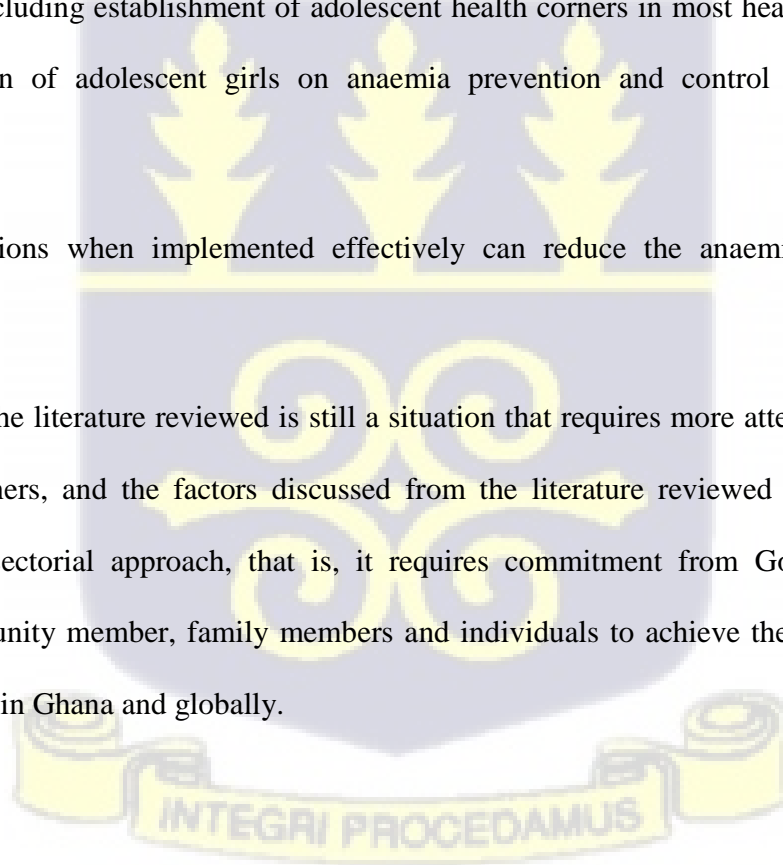 cluding establishment of adolescent health corners in most hea
n of adolescent girls on anaemia prevention and control
ions when implemented effectively can reduce the anaemi
he literature reviewed is still a situation that requires more atte
ners, and the factors discussed from the literature reviewed
ectorial approach, that is, it requires commitment from Go
unity member, family members and individuals to achieve the
in Ghana and globally.
INTEGRI PROCEDAMUS